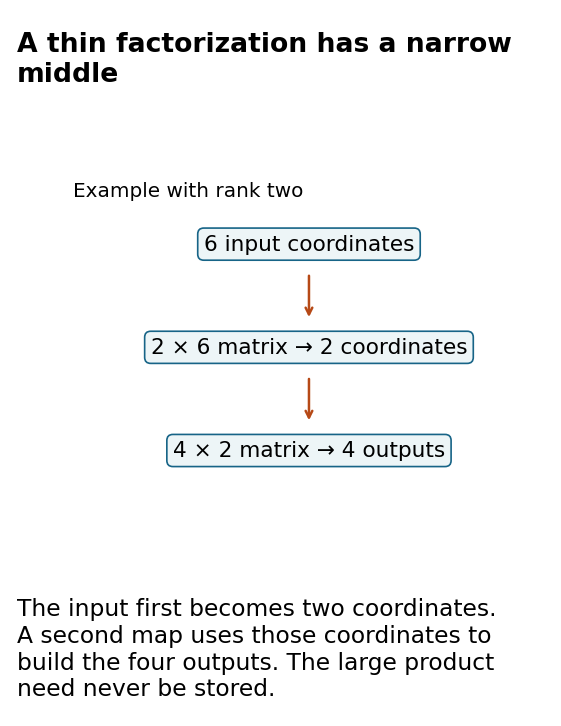 A thin factorization has a narrow
middle
Example with rank two
6 input coordinates
2 × 6 matrix → 2 coordinates
4 × 2 matrix → 4 outputs
The input first becomes two coordinates.
A second map uses those coordinates to
build the four outputs. The large product
need never be stored.